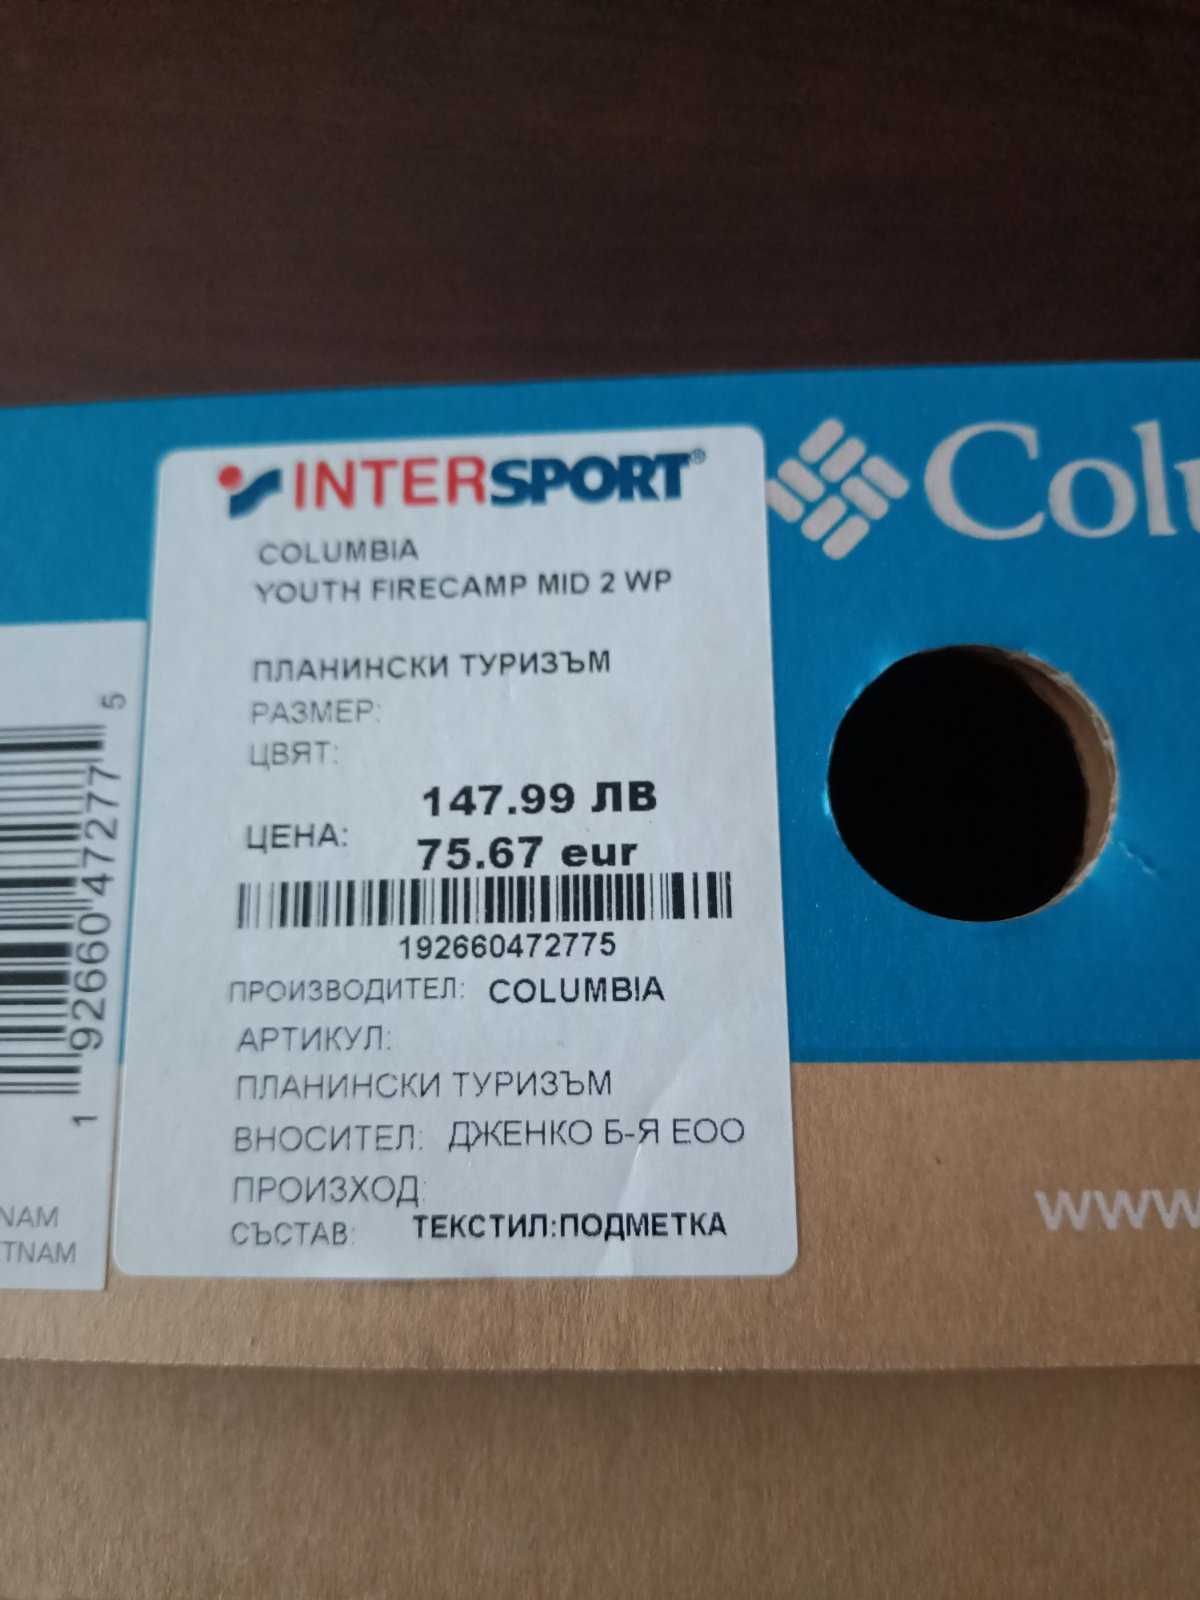 INTERSPORT®
COLUMBIA
YOUTH FIRECAMP MID 2 WP
ПЛАНИНСКИ ТУРИЗЪМ
РАЗМЕР:
ЦВЯТ:
147.99 ЛВ
ЦЕНА:
75.67 eur
192660472775
ПРОИЗВОДИТЕЛ: COLUMBIA
АРТИКУЛ:
ПЛАНИНСКИ ТУРИЗЪМ
ВНОСИТЕЛ: ДЖЕНКО Б-Я ЕОО
ПРОИЗХОД:
СЪСТАВ: ТЕКСТИЛ:ПОДМЕТКА
Colu
www.
1 92660 47277 5
NAM
TNAM